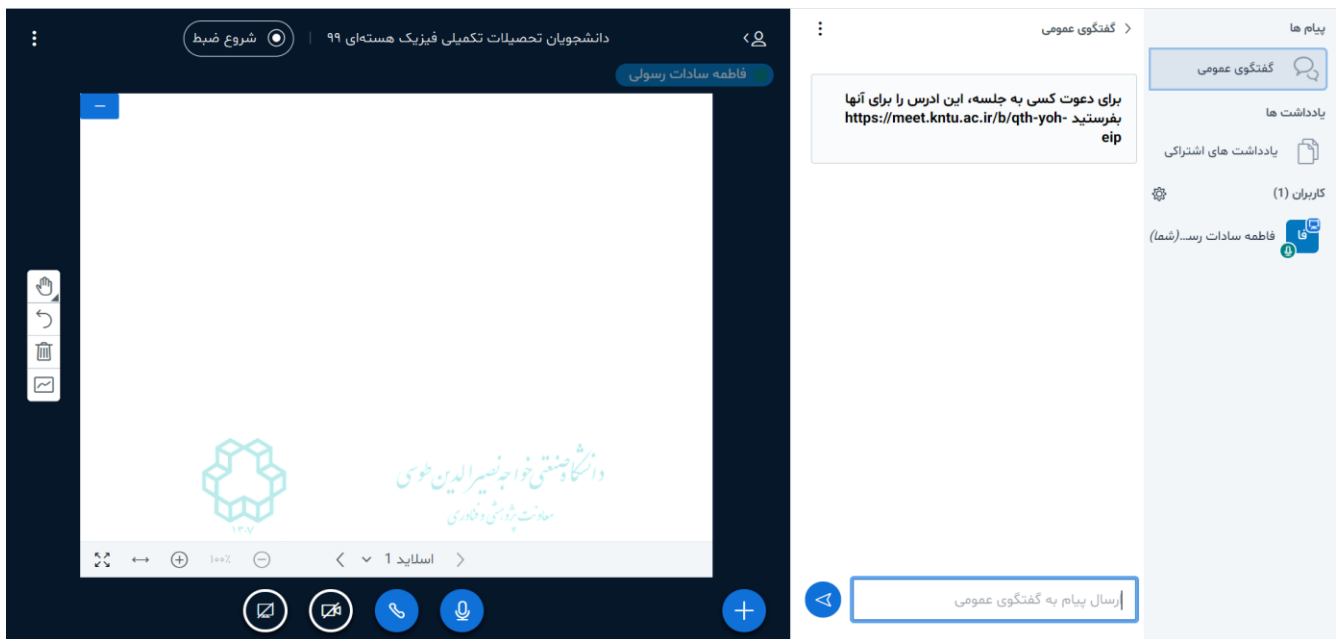 پیام ها
گفتگوی عمومی
یادداشت ها
یادداشت های اشتراکی
کاربران (1)
فا
فاطمه سادات رسـ...(شما)
گفتگوی عمومی
برای دعوت کسی به جلسه، این ادرس را برای آنها
بفرستید https://meet.kntu.ac.ir/b/qth-yoh-
eip
ارسال پیام به گفتگوی عمومی
دانشجویان تحصیلات تکمیلی فیزیک هسته‌ای ۹۹
شروع ضبط
فاطمه سادات رسولی
دانشگاه صنعتی خواجه نصیرالدین طوسی
معاونت پژوهشی و فناوری
۱۳۰۷
اسلاید 1
۱۰۰٪